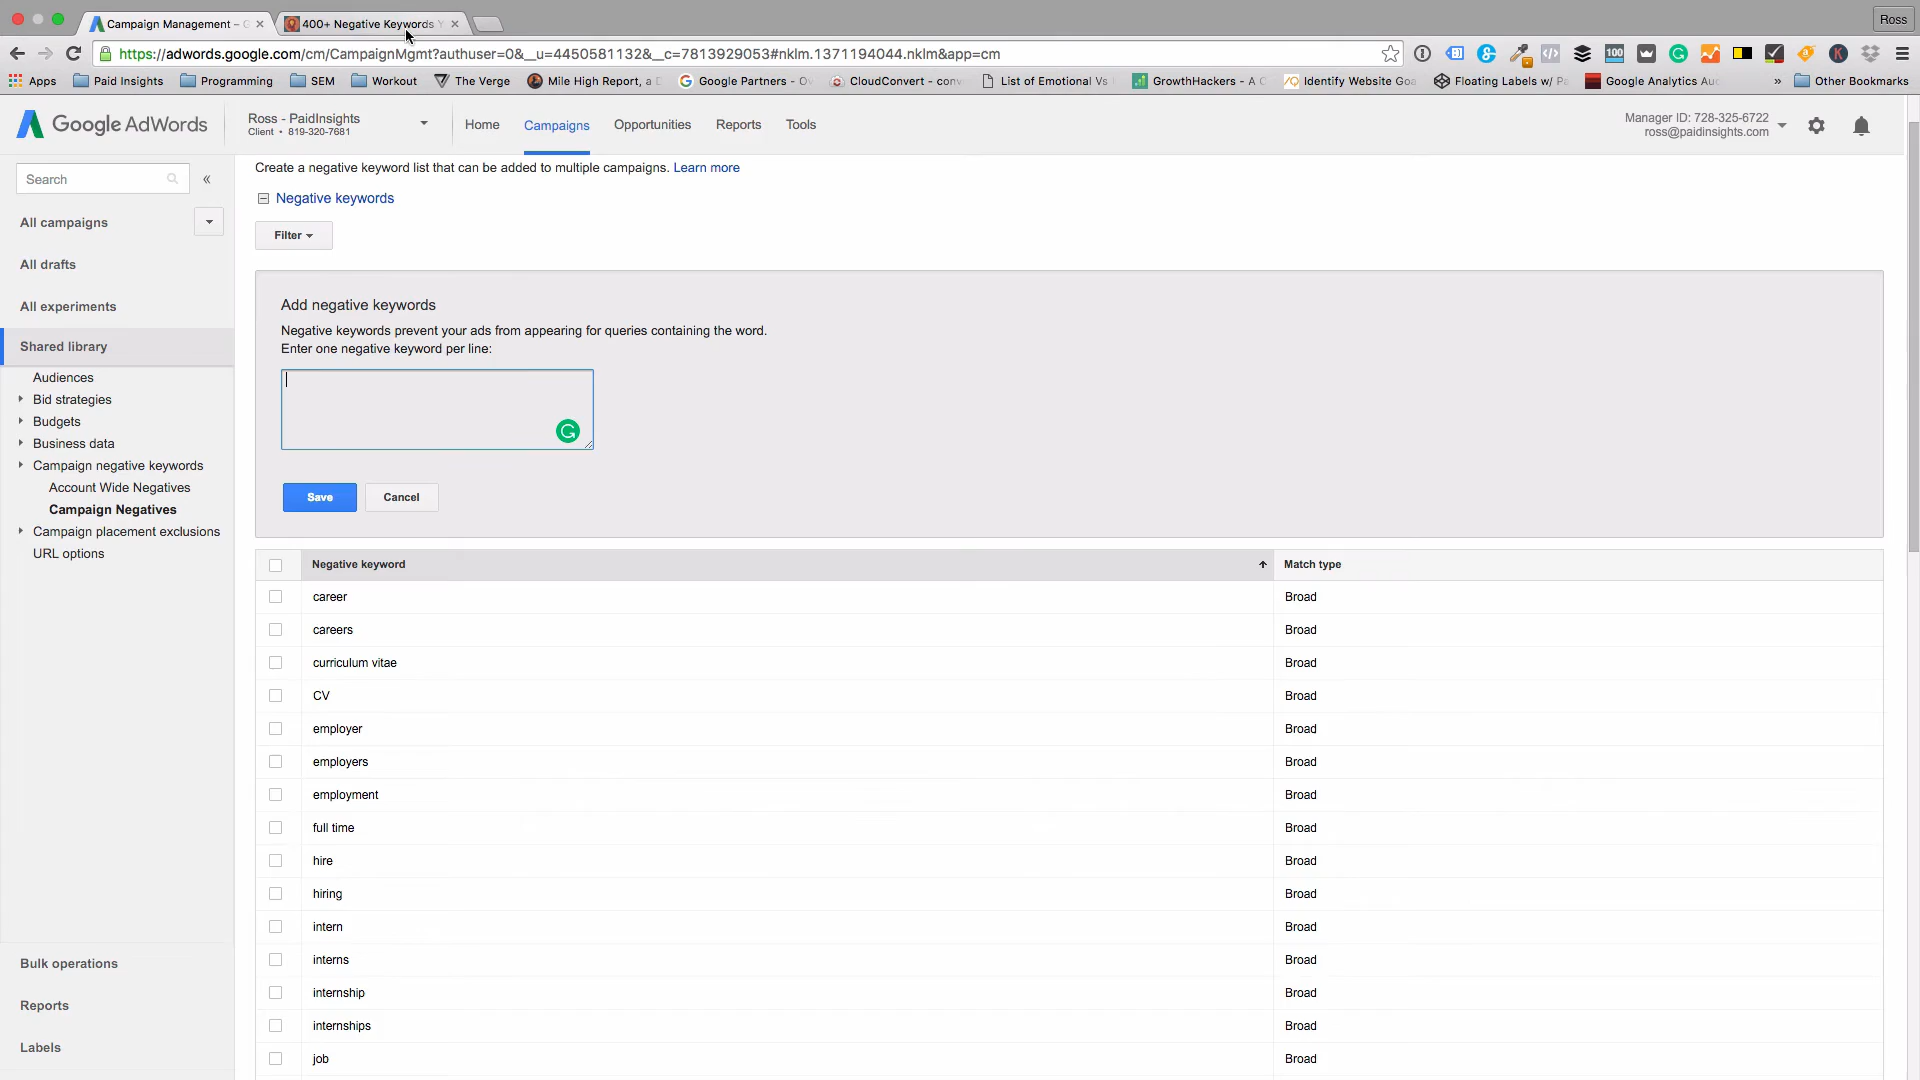 Campaign Management – G
400+ Negative Keywords Y
Ross
https://adwords.google.com/cm/CampaignMgmt?authuser=0&__u=4450581132&__c=7813929053#nklm.1371194044.nklm&app=cm
100
K
Apps
Paid Insights
Programming
SEM
Workout
The Verge
Mile High Report, a D
Google Partners - Ov
CloudConvert - conv
List of Emotional Vs
GrowthHackers - A C
Identify Website Goa
Floating Labels w/ Pa
Google Analytics Au
»
Other Bookmarks
Google AdWords
Ross - PaidInsights
Client • 819-320-7681
Home
Campaigns
Opportunities
Reports
Tools
Manager ID: 728-325-6722
ross@paidinsights.com
Search
«
All campaigns
All drafts
All experiments
Shared library
Audiences
Bid strategies
Budgets
Business data
Campaign negative keywords
Account Wide Negatives
Campaign Negatives
Campaign placement exclusions
URL options
Bulk operations
Reports
Labels
Create a negative keyword list that can be added to multiple campaigns. Learn more
Negative keywords
Filter
Add negative keywords
Negative keywords prevent your ads from appearing for queries containing the word.
Enter one negative keyword per line:
Save
Cancel
Negative keyword
Match type
career
Broad
careers
Broad
curriculum vitae
Broad
CV
Broad
employer
Broad
employers
Broad
employment
Broad
full time
Broad
hire
Broad
hiring
Broad
intern
Broad
interns
Broad
internship
Broad
internships
Broad
job
Broad